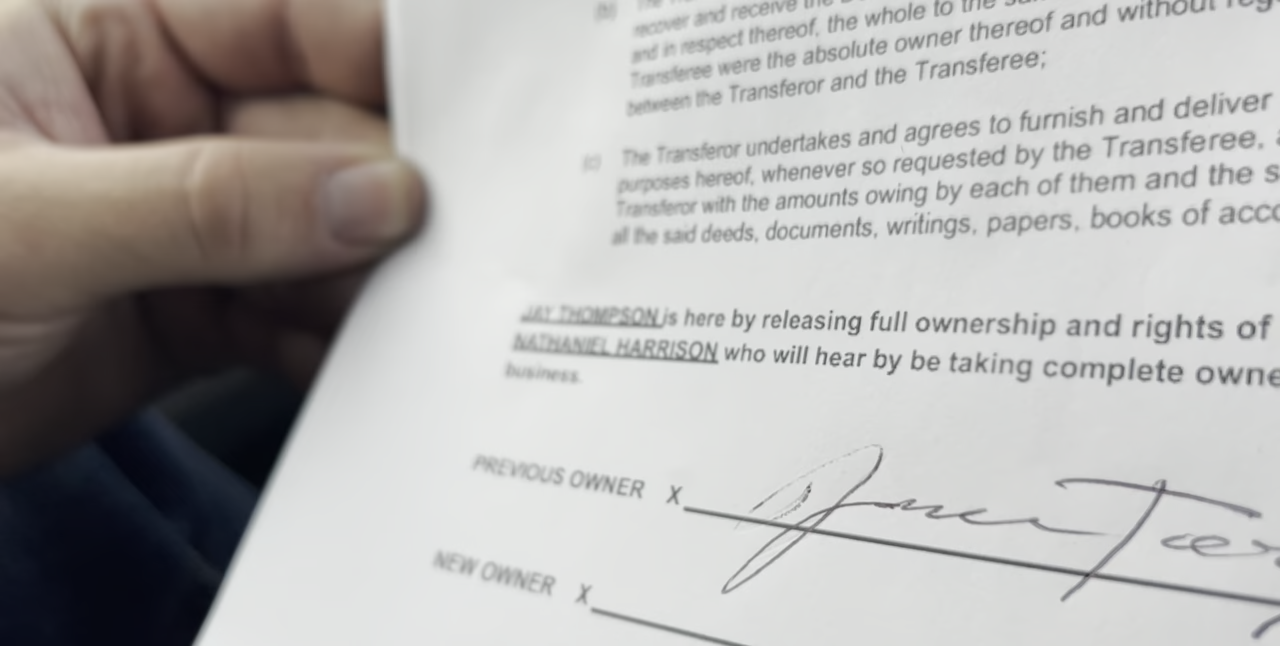 (b) The
recover and receive the
and in respect thereof, the whole to the
Transferee were the absolute owner thereof and without
between the Transferor and the Transferee;
(c) The Transferor undertakes and agrees to furnish and deliver
purposes hereof, whenever so requested by the Transferee,
Transferor with the amounts owing by each of them and the s
all the said deeds, documents, writings, papers, books of acco
JAY THOMPSON is here by releasing full ownership and rights of
NATHANIEL HARRISON who will hear by be taking complete owne
business.
PREVIOUS OWNER X
NEW OWNER X